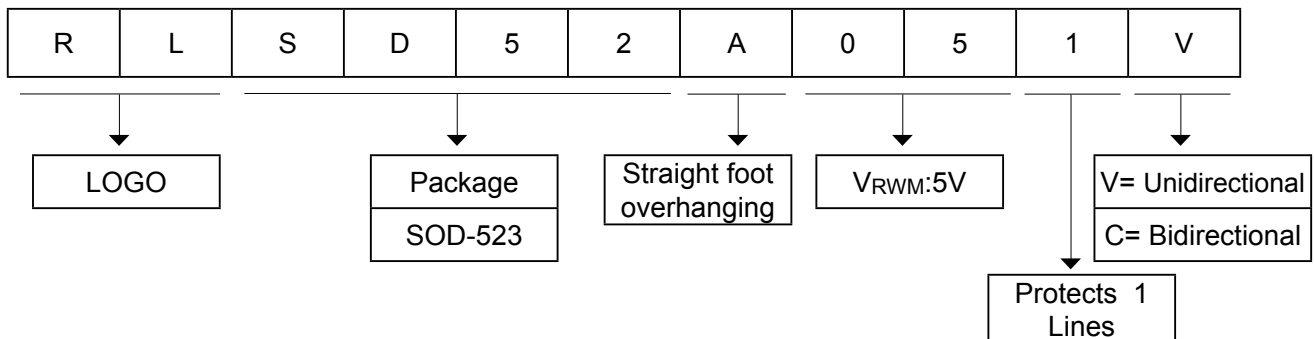 R L S D 5 2 A 0 5 1 V
LOGO
Package
SOD-523
Straight foot
overhanging
VRWM:5V
V= Unidirectional
C= Bidirectional
Protects 1
Lines